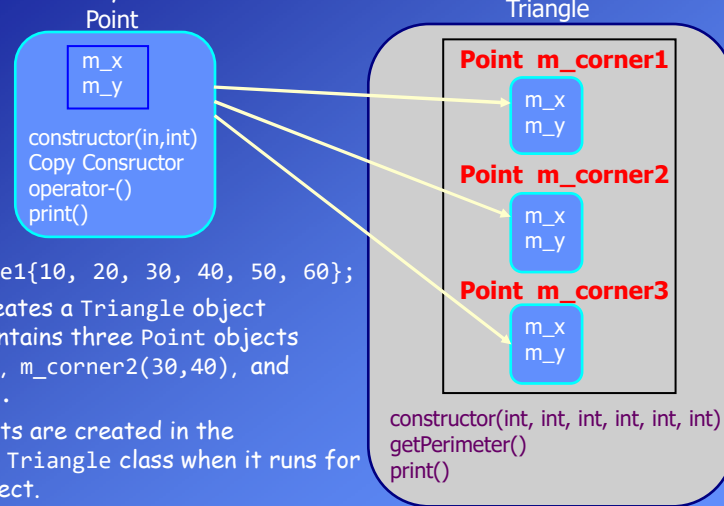 Point
m_x
m_y
constructor(in,int)
Copy Consructor
operator-()
print()
e1{10, 20, 30, 40, 50, 60};
eates a Triangle object
ntains three Point objects
, m_corner2(30,40), and
.
ts are created in the
Triangle class when it runs for
ect.
Triangle
Point m_corner1
m_x
m_y
Point m_corner2
m_x
m_y
Point m_corner3
m_x
m_y
constructor(int, int, int, int, int, int)
getPerimeter()
print()